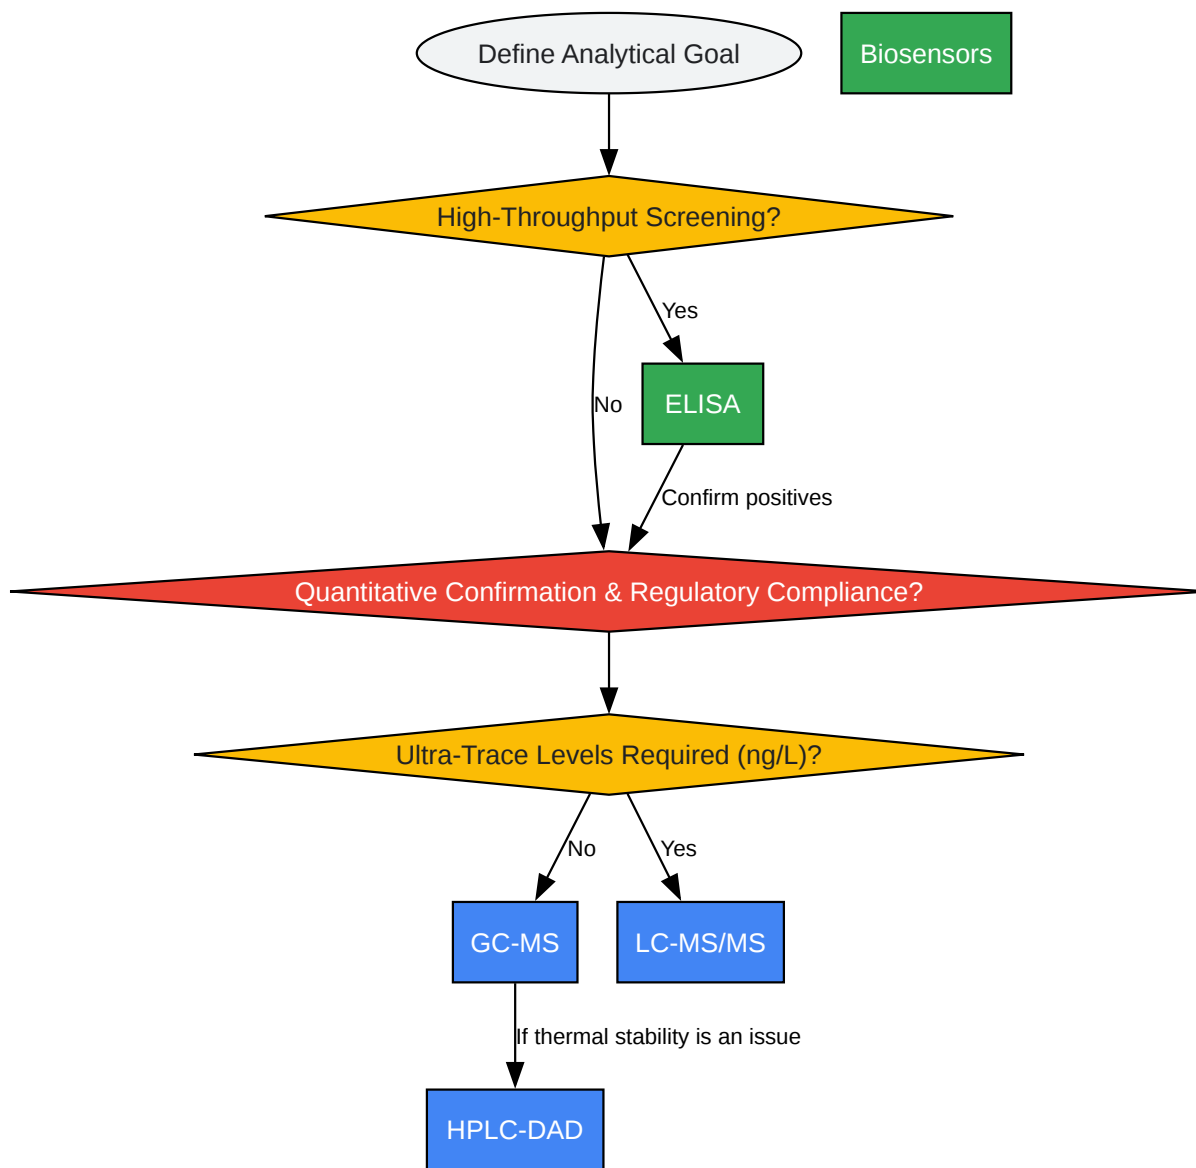 Define Analytical Goal
Biosensors
High-Throughput Screening?
Yes
No
ELISA
Confirm positives
Quantitative Confirmation & Regulatory Compliance?
Ultra-Trace Levels Required (ng/L)?
No
Yes
GC-MS
LC-MS/MS
If thermal stability is an issue
HPLC-DAD